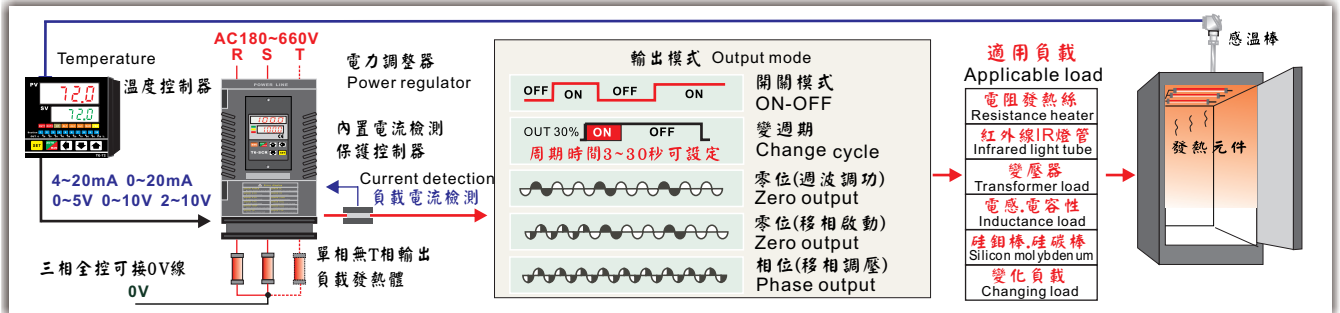 Temperature
溫度控制器
PV
72.0
SV
72.0
SET
4~20mA 0~20mA
0~5V 0~10V 2~10V
三相全控可接0V線
0V
AC180~660V
R S T
POWER LINE
電力調整器
Power regulator
內置電流檢測
保護控制器
Current detection
負載電流檢測
單相無T相輸出
負載發熱體
輸出模式 Output mode
OFF ON OFF ON
開關模式
ON-OFF
OUT 30% ON OFF
周期時間3~30秒可設定
變週期
Change cycle
零位(週波調功)
Zero output
零位(移相啟動)
Zero output
相位(移相調壓)
Phase output
適用負載
Applicable load
電阻發熱絲
Resistance heater
紅外線IR燈管
Infrared light tube
變壓器
Transformer load
電感.電容性
Inductance load
硅鉬棒.硅碳棒
Silicon molybdenum
變化負載
Changing load
感溫棒
發熱元件